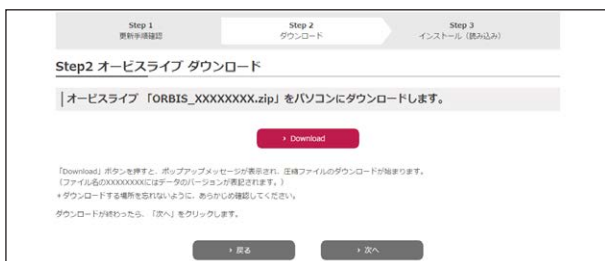 Step 1
更新手順確認
Step 2
ダウンロード
Step 3
インストール（読み込み）
Step2 オービスライブ ダウンロード
オービスライブ 「ORBIS_XXXXXXXX.zip」をパソコンにダウンロードします。
› Download
「Download」ボタンを押すと、ポップアップメッセージが表示され、圧縮ファイルのダウンロードが始まります。
（ファイル名のXXXXXXXXにはデータのバージョンが表記されます。）
＊ダウンロードする場所を忘れないように、あらかじめ確認してください。
ダウンロードが終わったら、「次へ」をクリックします。
› 戻る
› 次へ